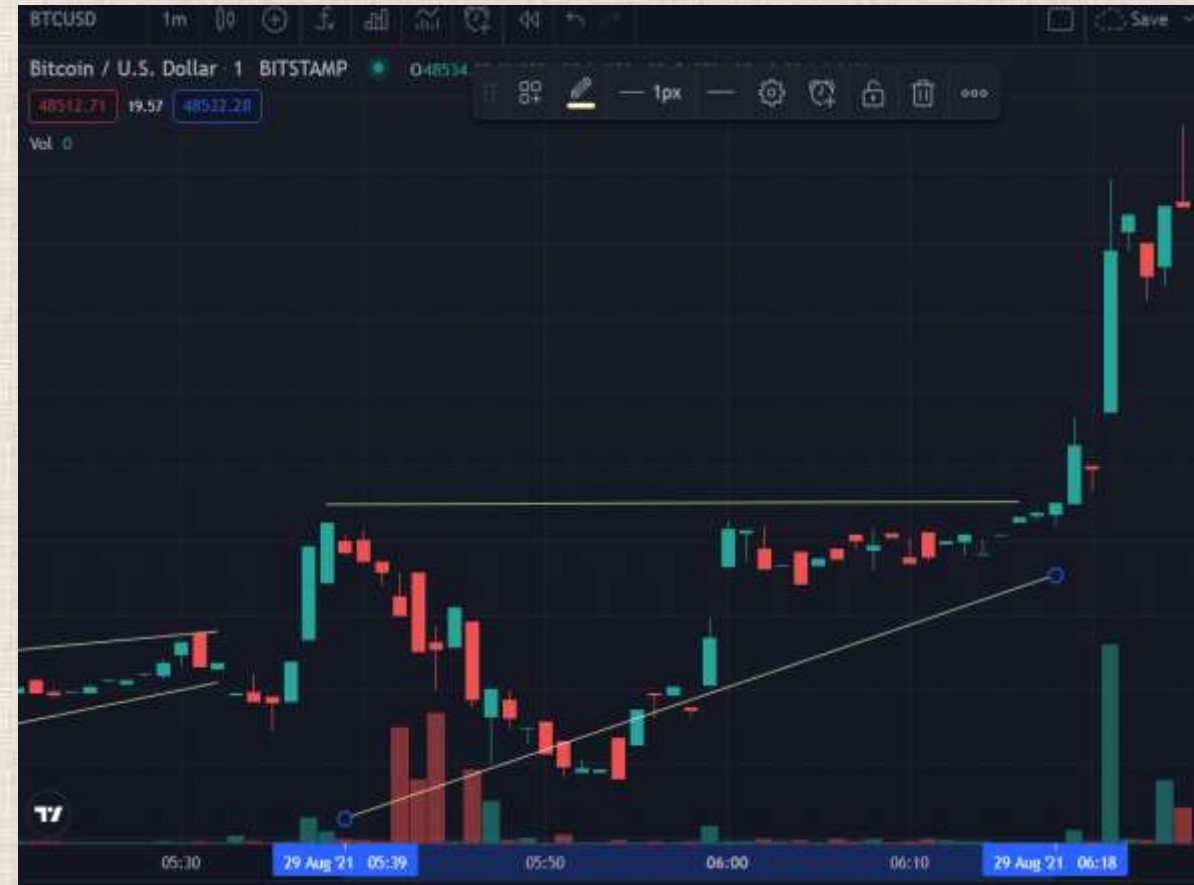 BTCUSD 1m Save
Bitcoin / U.S. Dollar 1 BITSTAMP O48534
1px
48512.71 19.57 48532.28
Vol 0
05:30 29 Aug '21 05:39 05:50 06:00 06:10 29 Aug '21 06:18